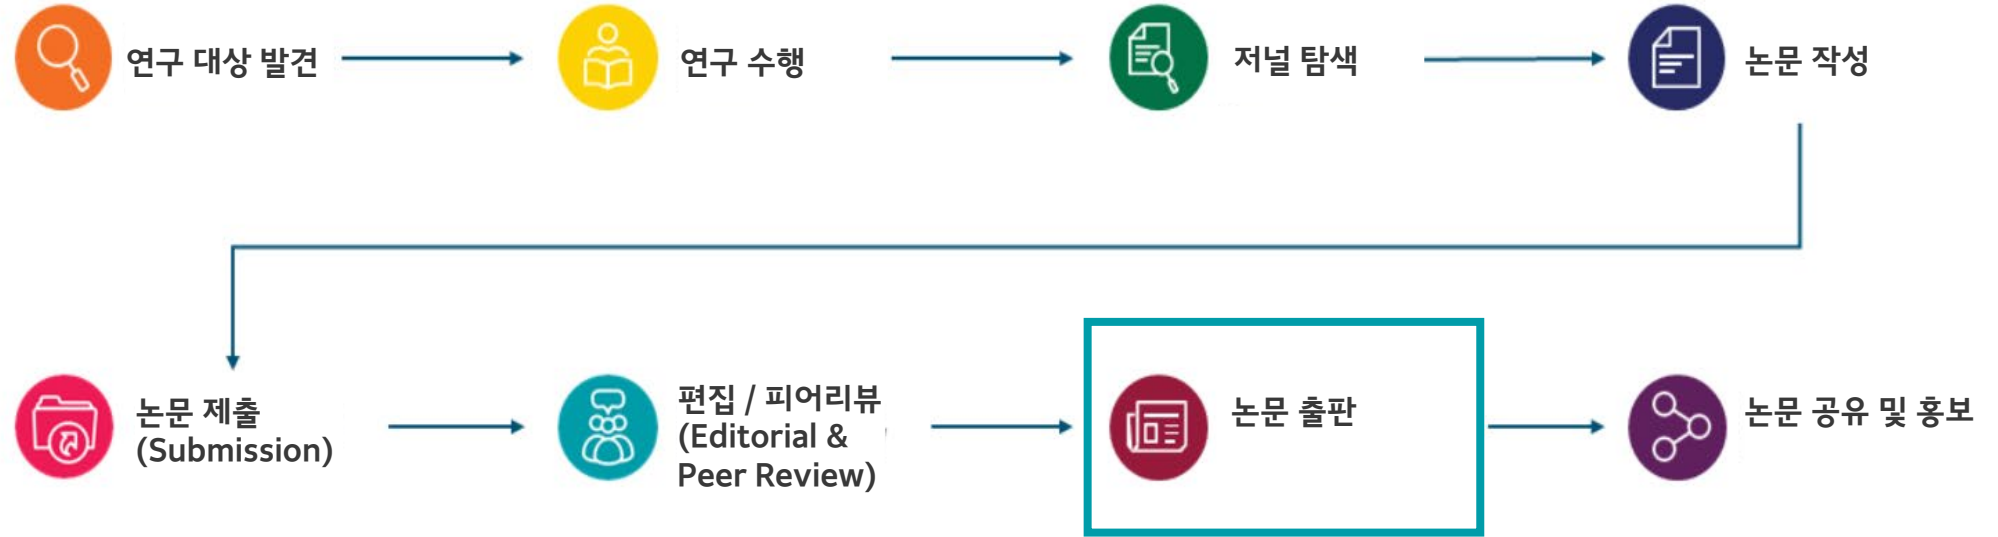 연구 대상 발견
연구 수행
저널 탐색
논문 작성
논문 제출
(Submission)
편집 / 피어리뷰
(Editorial &
Peer Review)
논문 출판
논문 공유 및 홍보